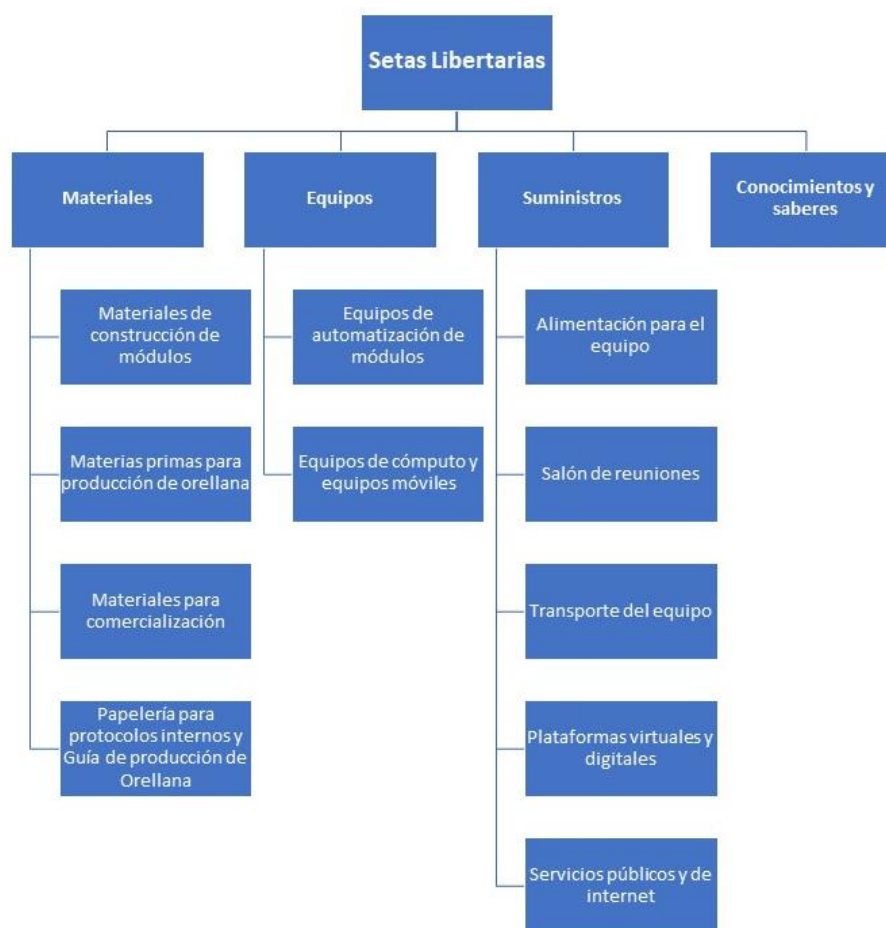 Setas Libertarias
Materiales
Equipos
Suministros
Conocimientos y
saberes
Materiales de
construcción de
módulos
Equipos de
automatización de
módulos
Alimentación para el
equipo
Materias primas para
producción de orellana
Equipos de cómputo y
equipos móviles
Salón de reuniones
Materiales para
comercialización
Transporte del equipo
Papelería para
protocolos internos y
Guía de producción de
Orellana
Plataformas virtuales y
digitales
Servicios públicos y de
internet